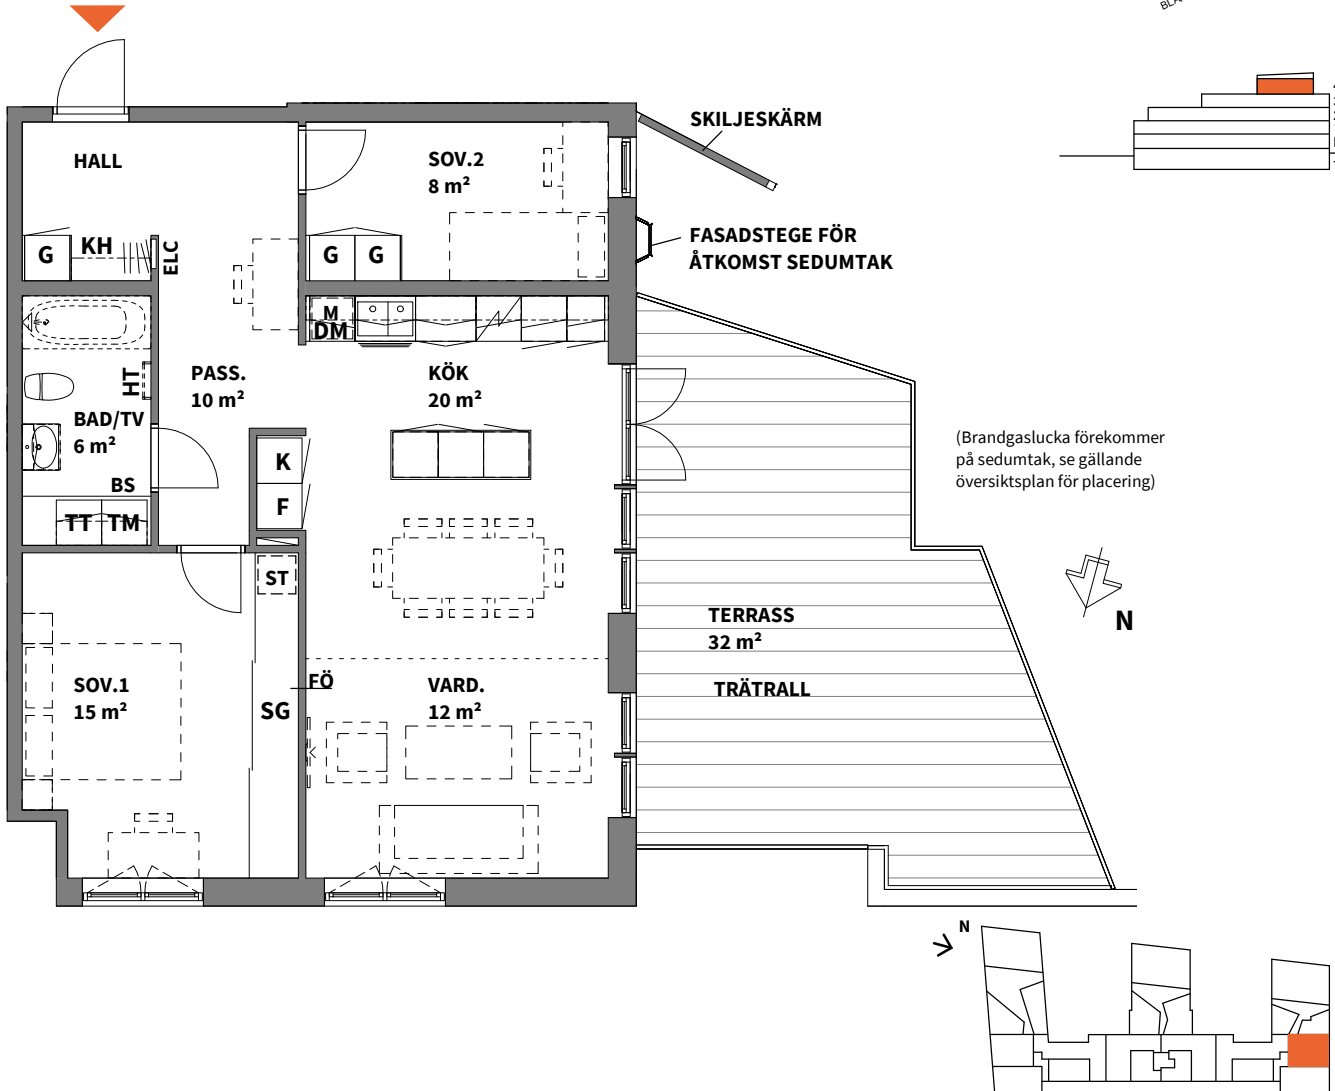 SKILJESKÄRM
HALL
SOV.2
8 m²
FASADSTEGE FÖR
ÅTKOMST SEDUMTAK
G
KH
ELC
G
G
M
DM
HT
PASS.
10 m²
KÖK
20 m²
BAD/TV
6 m²
BS
TT
TM
K
F
(Brandgaslucka förekommer
på sedumtak, se gällande
översiktsplan för placering)
ST
N
TERRASS
32 m²
TRÄTRALL
SOV.1
15 m²
FÖ
SG
VARD.
12 m²
N